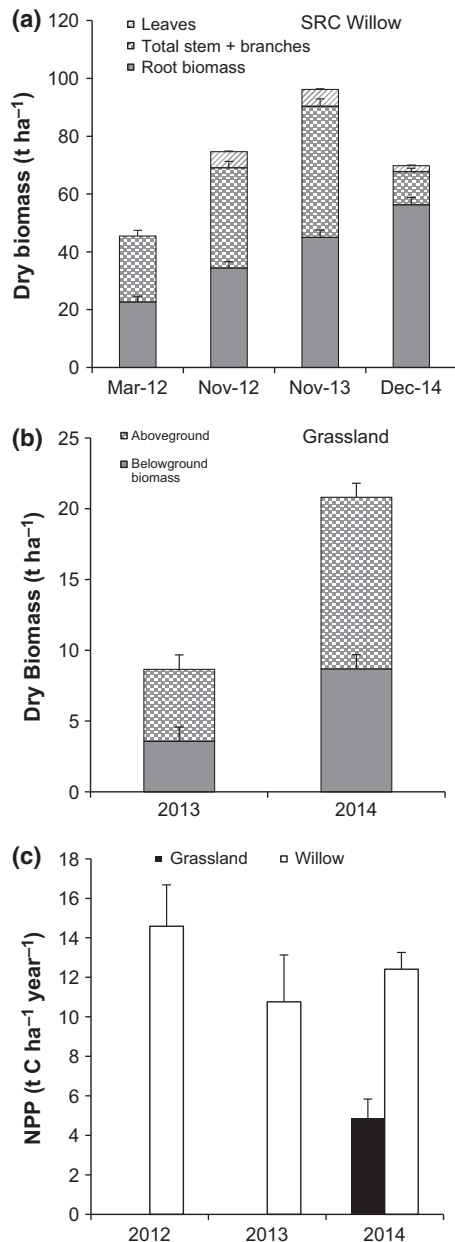 (a) SRC Willow
Leaves
Total stem + branches
Root biomass
Dry biomass (t ha⁻¹)
120
100
80
60
40
20
0
Mar-12 Nov-12 Nov-13 Dec-14
(b) Grassland
Aboveground
Belowground
biomass
Dry Biomass (t ha⁻¹)
25
20
15
10
5
0
2013 2014
(c) Grassland Willow
NPP (t C ha⁻¹ year⁻¹)
18
16
14
12
10
8
6
4
2
0
2012 2013 2014